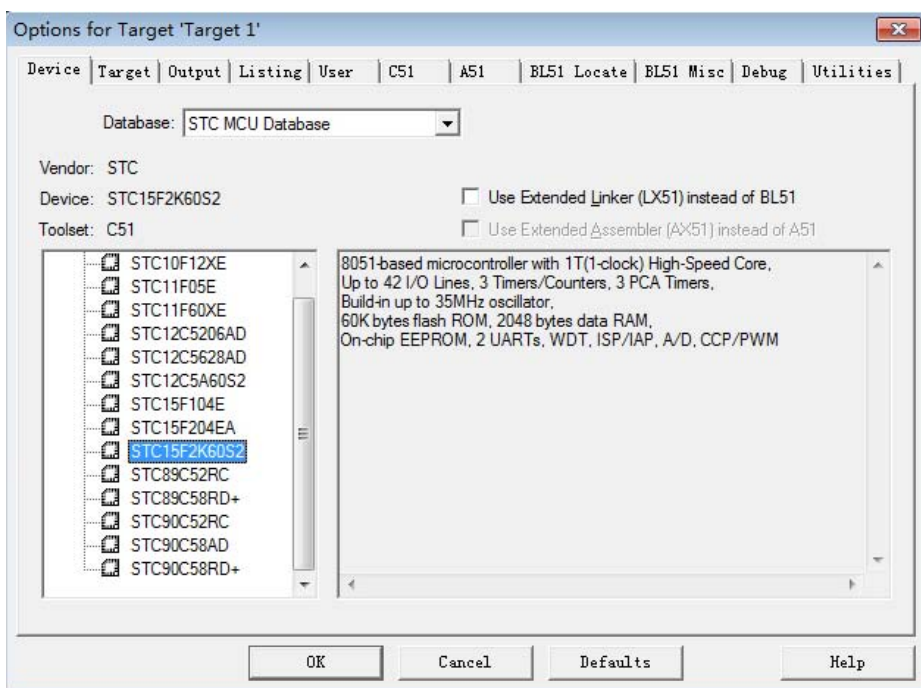 Options for Target 'Target 1'
Device Target Output Listing User C51 A51 BL51 Locate BL51 Misc Debug Utilities
Database: STC MCU Database
Vendor: STC
Device: STC15F2K60S2
Use Extended Linker (LX51) instead of BL51
Toolset: C51
Use Extended Assembler (AX51) instead of A51
STC10F12XE
STC11F05E
STC11F60XE
STC12C5206AD
STC12C5628AD
STC12C5A60S2
STC15F104E
STC15F204EA
STC15F2K60S2
STC89C52RC
STC89C58RD+
STC90C52RC
STC90C58AD
STC90C58RD+
8051-based microcontroller with 1T(1-clock) High-Speed Core,
Up to 42 I/O Lines, 3 Timers/Counters, 3 PCA Timers,
Build-in up to 35MHz oscillator,
60K bytes flash ROM, 2048 bytes data RAM,
On-chip EEPROM, 2 UARTs, WDT, ISP/IAP, A/D, CCP/PWM
OK Cancel Defaults Help